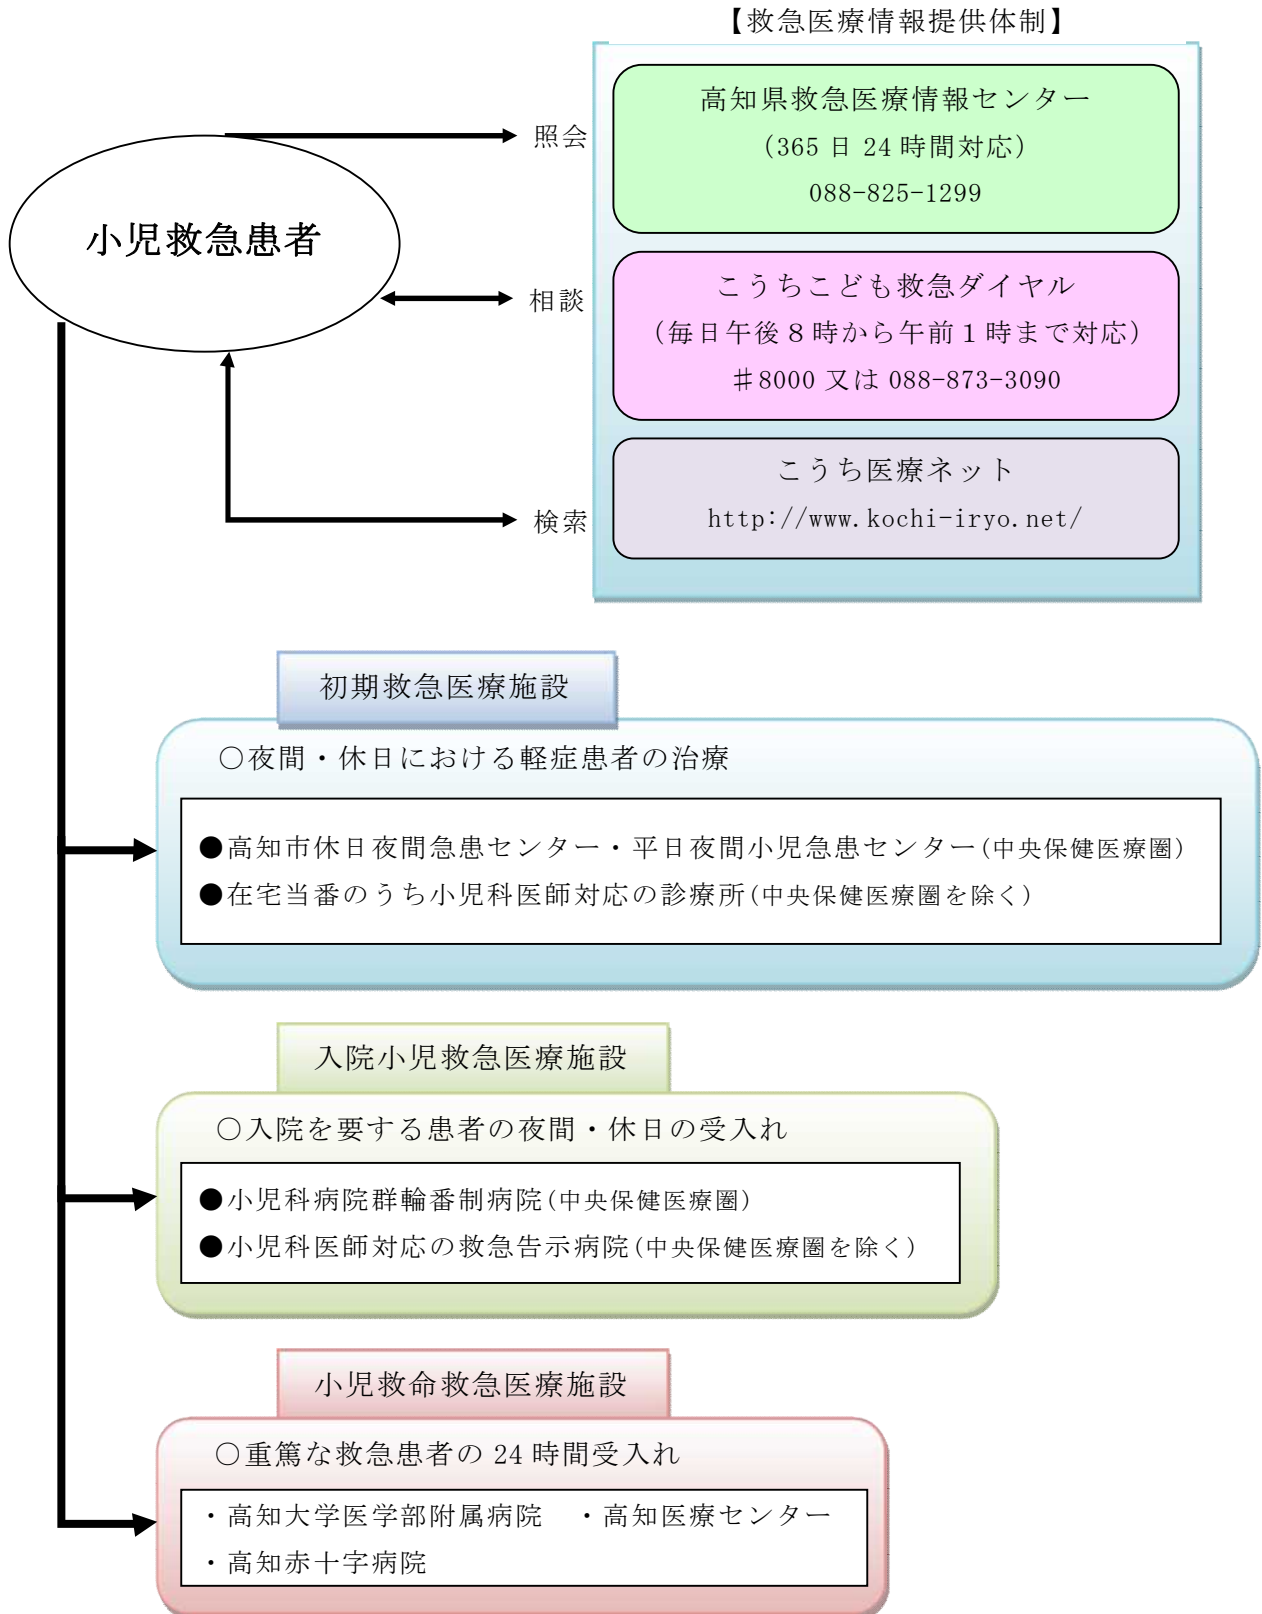 【救急医療情報提供体制】
高知県救急医療情報センター
(365 日 24 時間対応)
088-825-1299
照会
小児救急患者
こうちこども救急ダイヤル
(毎日午後８時から午前１時まで対応)
＃8000 又は 088-873-3090
相談
こうち医療ネット
http://www.kochi-iryo.net/
検索
初期救急医療施設
○夜間・休日における軽症患者の治療
●高知市休日夜間急患センター・平日夜間小児急患センター(中央保健医療圏)
●在宅当番のうち小児科医師対応の診療所(中央保健医療圏を除く)
入院小児救急医療施設
○入院を要する患者の夜間・休日の受入れ
●小児科病院群輪番制病院(中央保健医療圏)
●小児科医師対応の救急告示病院(中央保健医療圏を除く)
小児救命救急医療施設
○重篤な救急患者の 24 時間受入れ
・高知大学医学部附属病院　・高知医療センター
・高知赤十字病院